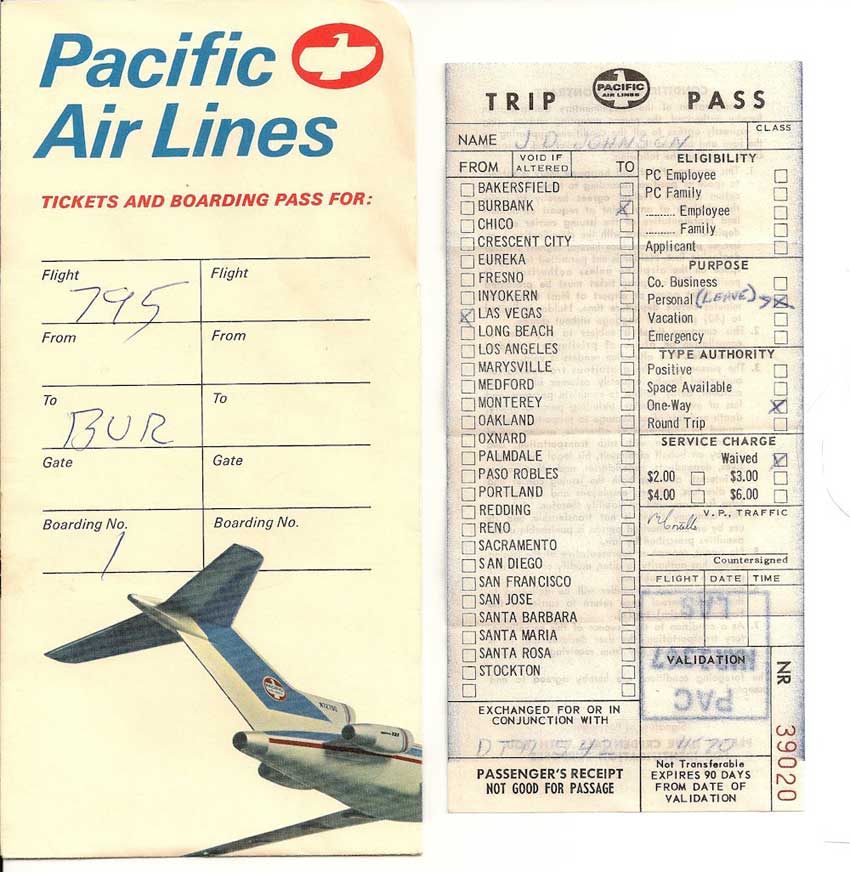 Pacific
Air Lines
TICKETS AND BOARDING PASS FOR:
Flight Flight
795
From From
To To
BUR
Gate Gate
Boarding No. Boarding No.
1
TRIP PACIFIC AIR LINES PASS
NAME J.D. JOHNSON CLASS
FROM VOID IF ALTERED TO
BAKERSFIELD
BURBANK X
CHICO
CRESCENT CITY
EUREKA
FRESNO
INYOKERN
X LAS VEGAS
LONG BEACH
LOS ANGELES
MARYSVILLE
MEDFORD
MONTEREY
OAKLAND
OXNARD
PALMDALE
PASO ROBLES
PORTLAND
REDDING
RENO
SACRAMENTO
SAN DIEGO
SAN FRANCISCO
SAN JOSE
SANTA BARBARA
SANTA MARIA
SANTA ROSA
STOCKTON
EXCHANGED FOR OR IN
CONJUNCTION WITH
PASSENGER'S RECEIPT
NOT GOOD FOR PASSAGE
ELIGIBILITY
PC Employee
PC Family
.......... Employee
.......... Family
Applicant
PURPOSE
Co. Business
Personal (LEAVE) X
Vacation
Emergency
TYPE AUTHORITY
Positive
Space Available
One-Way X
Round Trip
SERVICE CHARGE
Waived X
$2.00 $3.00
$4.00 $6.00
V.P., TRAFFIC
Countersigned
FLIGHT DATE TIME
LAS
VALIDATION
PAC
Not Transferable
EXPIRES 90 DAYS
FROM DATE OF
VALIDATION
NR 39020